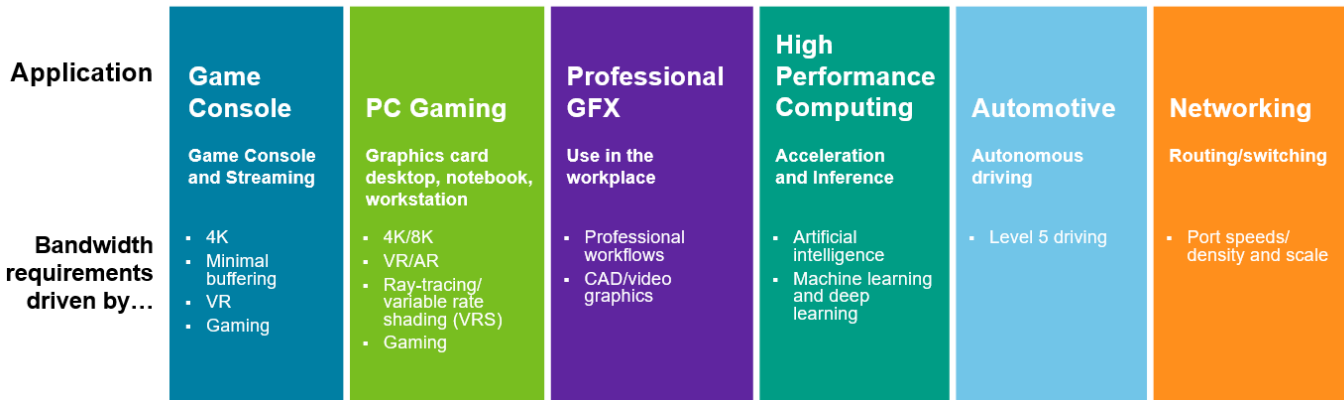 Application
Game
Console
Game Console
and Streaming
▪ 4K
▪ Minimal
buffering
▪ VR
▪ Gaming
PC Gaming
Graphics card
desktop, notebook,
workstation
▪ 4K/8K
▪ VR/AR
▪ Ray-tracing/
variable rate
shading (VRS)
▪ Gaming
Professional
GFX
Use in the
workplace
▪ Professional
workflows
▪ CAD/video
graphics
High
Performance
Computing
Acceleration
and Inference
▪ Artificial
intelligence
▪ Machine learning
and deep
learning
Automotive
Autonomous
driving
▪ Level 5 driving
Networking
Routing/switching
▪ Port speeds/
density and scale
Bandwidth
requirements
driven by…